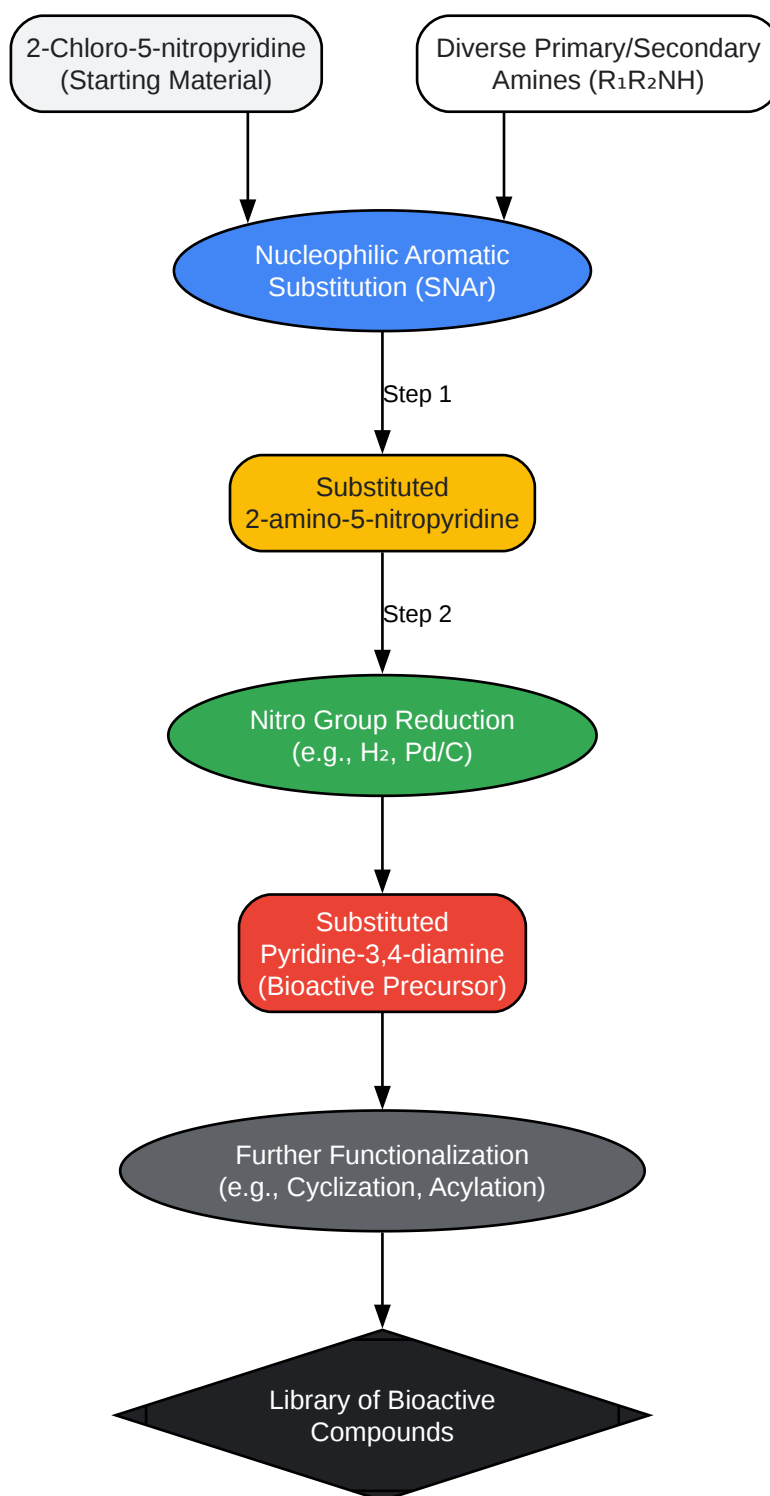 2-Chloro-5-nitropyridine
(Starting Material)
Diverse Primary/Secondary
Amines (R₁R₂NH)
Nucleophilic Aromatic
Substitution (SNAr)
Step 1
Substituted
2-amino-5-nitropyridine
Step 2
Nitro Group Reduction
(e.g., H₂, Pd/C)
Substituted
Pyridine-3,4-diamine
(Bioactive Precursor)
Further Functionalization
(e.g., Cyclization, Acylation)
Library of Bioactive
Compounds